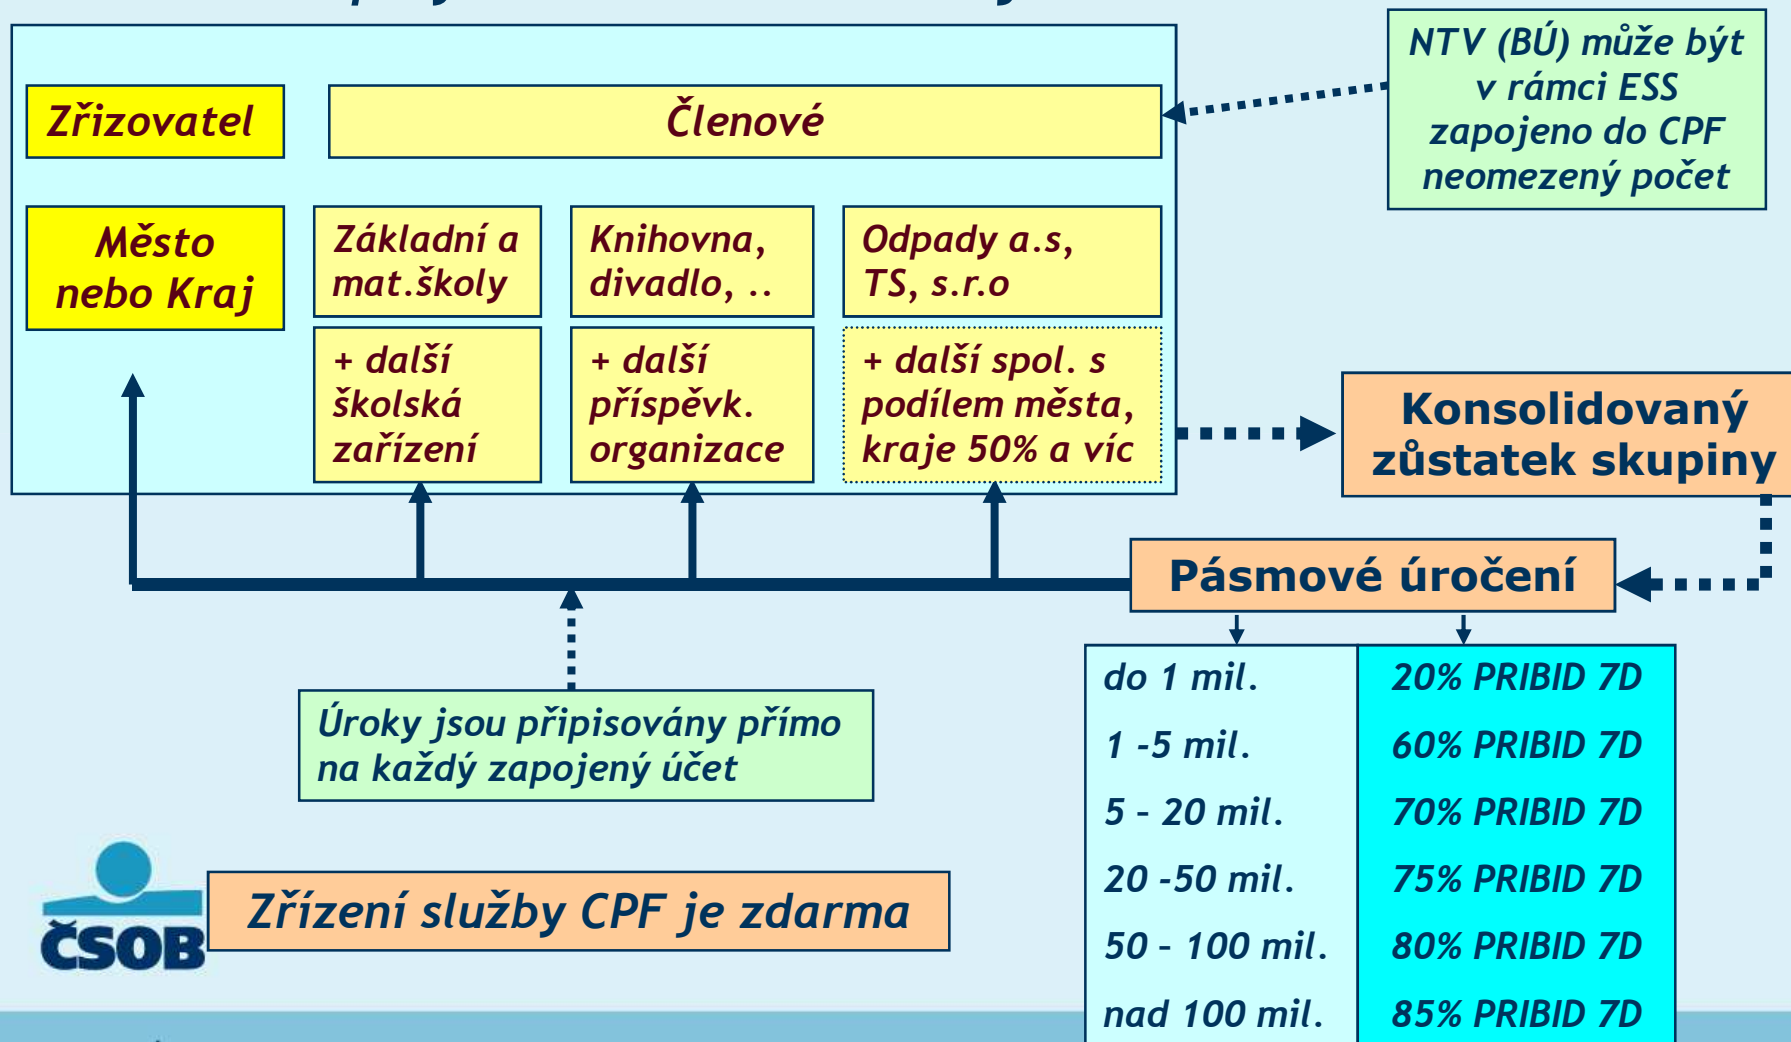 NTV (BÚ) může být
v rámci ESS
zapojeno do CPF
neomezený počet
Zřizovatel
Členové
Město
nebo Kraj
Základní a
mat.školy
Knihovna,
divadlo, ..
Odpady a.s,
TS, s.r.o
+ další
školská
zařízení
+ další
příspěvk.
organizace
+ další spol. s
podílem města,
kraje 50% a víc
Konsolidovaný
zůstatek skupiny
Pásmové úročení
Úroky jsou připisovány přímo
na každý zapojený účet
do 1 mil. 20% PRIBID 7D
1 -5 mil. 60% PRIBID 7D
5 – 20 mil. 70% PRIBID 7D
20 -50 mil. 75% PRIBID 7D
50 – 100 mil. 80% PRIBID 7D
nad 100 mil. 85% PRIBID 7D
ČSOB
Zřízení služby CPF je zdarma